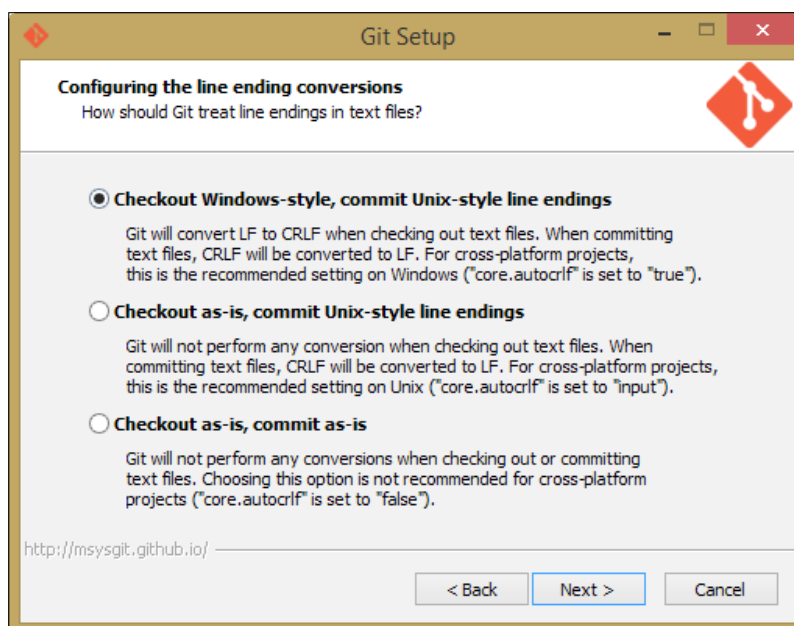 Git Setup
Configuring the line ending conversions
How should Git treat line endings in text files?
Checkout Windows-style, commit Unix-style line endings
Git will convert LF to CRLF when checking out text files. When committing
text files, CRLF will be converted to LF. For cross-platform projects,
this is the recommended setting on Windows ("core.autocrlf" is set to "true").
Checkout as-is, commit Unix-style line endings
Git will not perform any conversion when checking out text files. When
committing text files, CRLF will be converted to LF. For cross-platform projects,
this is the recommended setting on Unix ("core.autocrlf" is set to "input").
Checkout as-is, commit as-is
Git will not perform any conversions when checking out or committing
text files. Choosing this option is not recommended for cross-platform
projects ("core.autocrlf" is set to "false").
http://msysgit.github.io/
< Back Next > Cancel